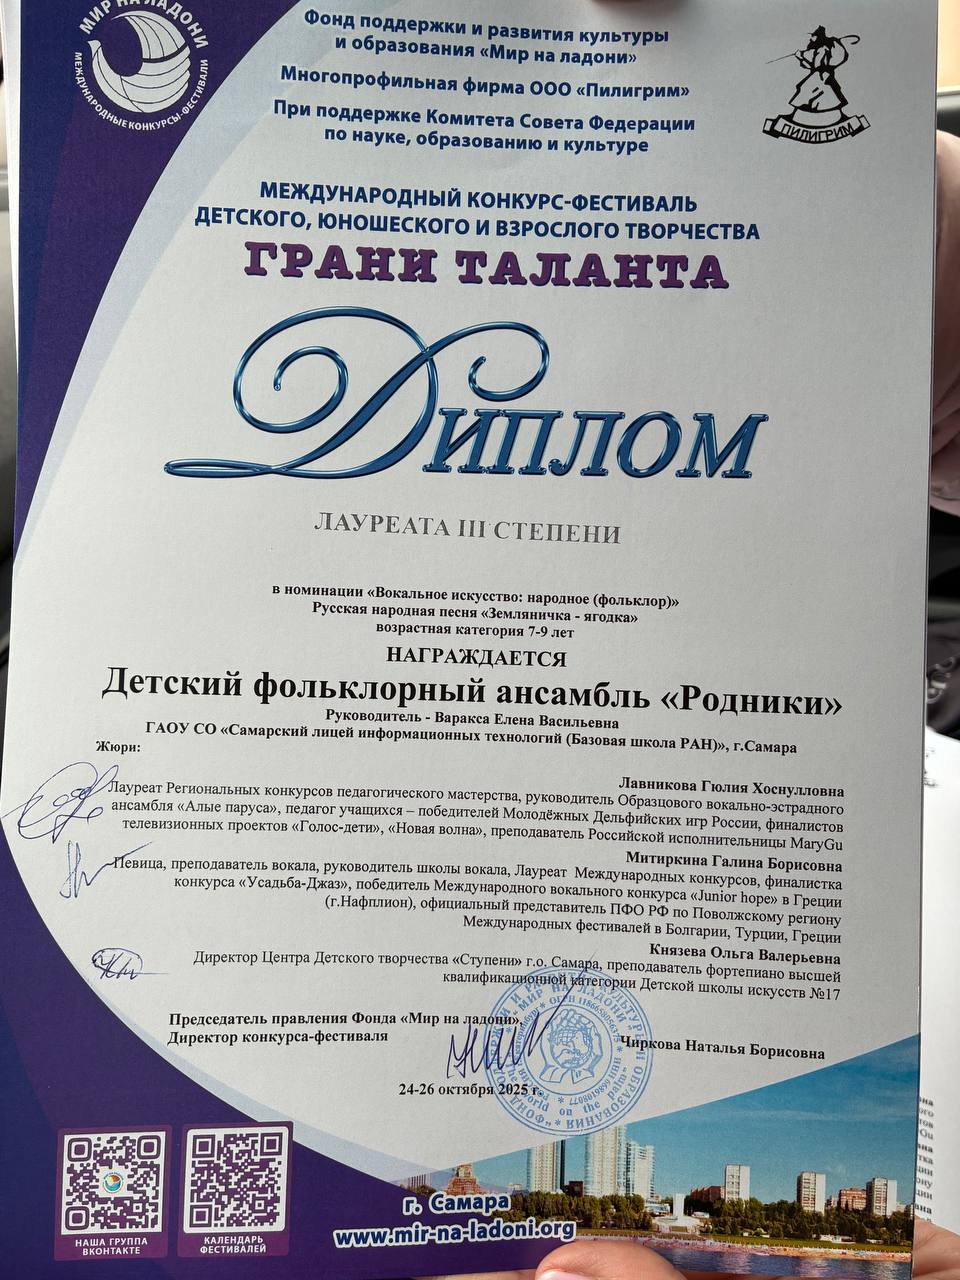 МИР НА ЛАДОНИ
МЕЖДУНАРОДНЫЕ КОНКУРСЫ-ФЕСТИВАЛИ
Фонд поддержки и развития культуры
и образования «Мир на ладони»
Многопрофильная фирма ООО «Пилигрим»
При поддержке Комитета Совета Федерации
по науке, образованию и культуре
ПИЛИГРИМ
МЕЖДУНАРОДНЫЙ КОНКУРС-ФЕСТИВАЛЬ
ДЕТСКОГО, ЮНОШЕСКОГО И ВЗРОСЛОГО ТВОРЧЕСТВА
ГРАНИ ТАЛАНТА
Диплом
ЛАУРЕАТА III СТЕПЕНИ
в номинации «Вокальное искусство: народное (фольклор)»
Русская народная песня «Земляничка - ягодка»
возрастная категория 7-9 лет
НАГРАЖДАЕТСЯ
Детский фольклорный ансамбль «Родники»
Руководитель - Варакса Елена Васильевна
ГАОУ СО «Самарский лицей информационных технологий (Базовая школа РАН)», г.Самара
Жюри:
Лавникова Гюлия Хоснулловна
Лауреат Региональных конкурсов педагогического мастерства, руководитель Образцового вокально-эстрадного
ансамбля «Алые паруса», педагог учащихся – победителей Молодёжных Дельфийских игр России, финалистов
телевизионных проектов «Голос-дети», «Новая волна», преподаватель Российской исполнительницы MaryGu
Митиркина Галина Борисовна
Певица, преподаватель вокала, руководитель школы вокала, Лауреат Международных конкурсов, финалистка
конкурса «Усадьба-Джаз», победитель Международного вокального конкурса «Junior hope» в Греции
(г.Нафплион), официальный представитель ПФО РФ по Поволжскому региону
Международных фестивалей в Болгарии, Турции, Греции
Князева Ольга Валерьевна
Директор Центра Детского творчества «Ступени» г.о. Самара, преподаватель фортепиано высшей
квалификационной категории Детской школы искусств №17
Председатель правления Фонда «Мир на ладони»,
Директор конкурса-фестиваля
Чиркова Наталья Борисовна
24-26 октября 2025 г.
"МИР НА ЛАДОНИ"
The world on the palm
НАША ГРУППА
ВКОНТАКТЕ
КАЛЕНДАРЬ
ФЕСТИВАЛЕЙ
г. Самара
www.mir-na-ladoni.org